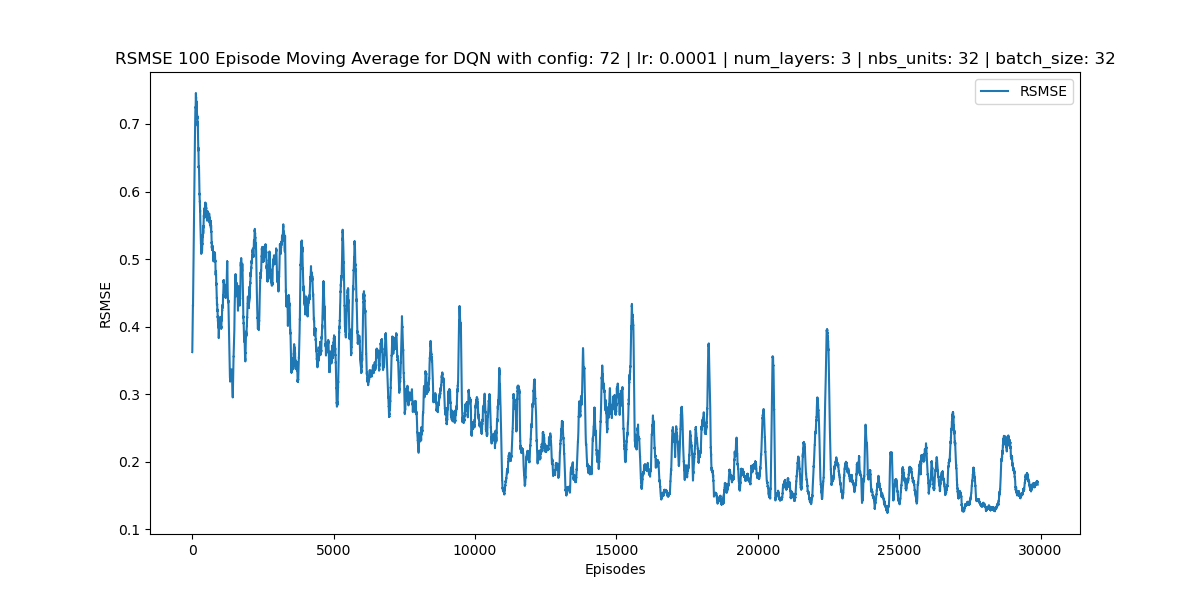 RSMSE 100 Episode Moving Average for DQN with config: 72 | lr: 0.0001 | num_layers: 3 | nbs_units: 32 | batch_size: 32
RSMSE
0.7
0.6
0.5
0.4
0.3
0.2
0.1
RSMSE
0 5000 10000 15000 20000 25000 30000
Episodes